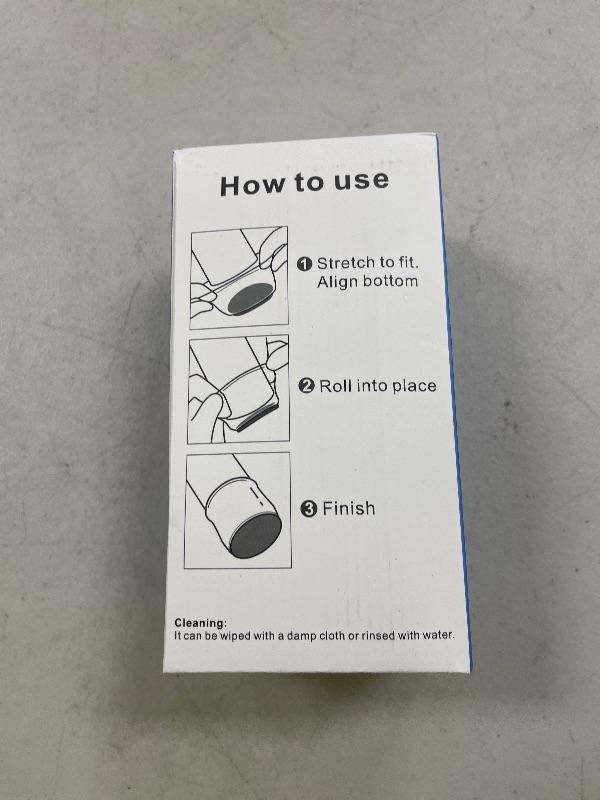 How to use
❶ Stretch to fit.
Align bottom
❷ Roll into place
❸ Finish
Cleaning:
It can be wiped with a damp cloth or rinsed with water.